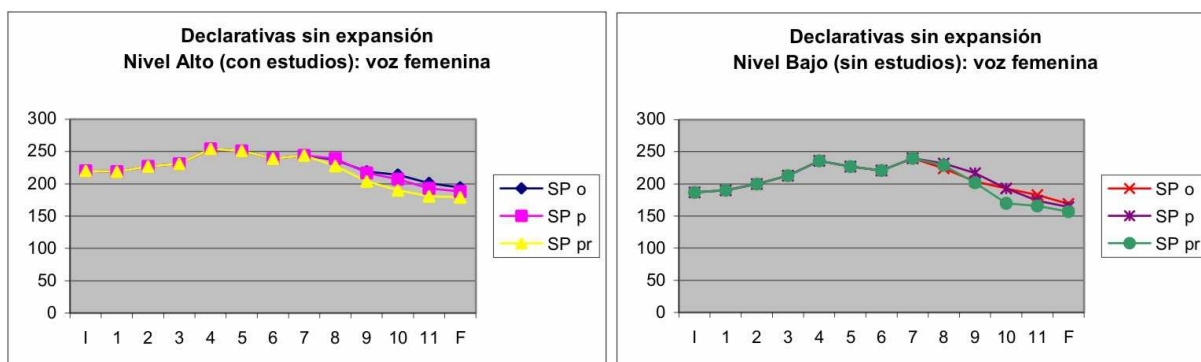 Declarativas sin expansión
Nivel Alto (con estudios): voz femenina
300
250
200
150
100
50
0
I 1 2 3 4 5 6 7 8 9 10 11 F
SP o
SP p
SP pr
Declarativas sin expansión
Nivel Bajo (sin estudios): voz femenina
300
250
200
150
100
50
0
I 1 2 3 4 5 6 7 8 9 10 11 F
SP o
SP p
SP pr